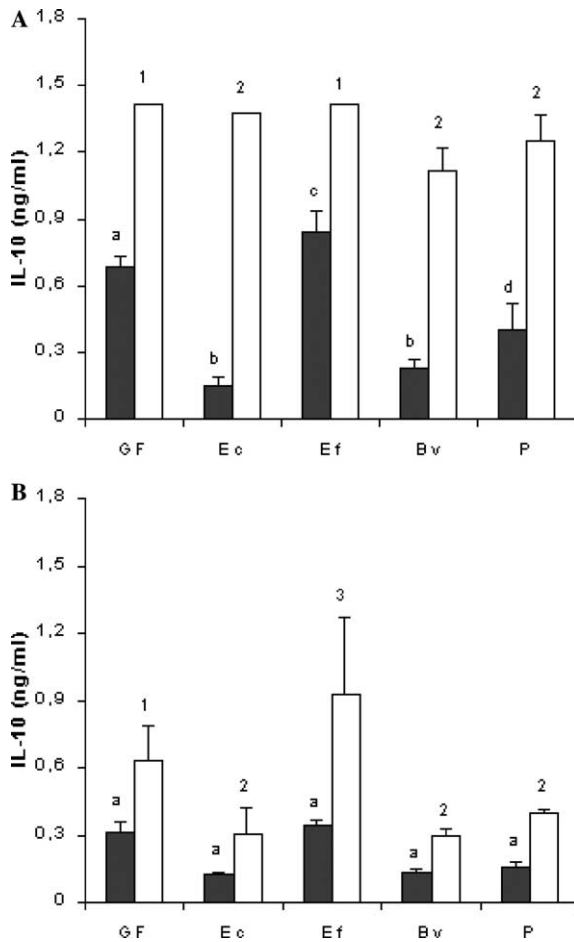 A
1,8
1,5
1,2
0,9
0,6
0,3
0
IL-10 (ng/ml)
a 1
b 2
c 1
b 2
d 2
GF Ec Ef Bv P
B
1,8
1,5
1,2
0,9
0,6
0,3
0
IL-10 (ng/ml)
a 1
a 2
a 3
a 2
a 2
GF Ec Ef Bv P